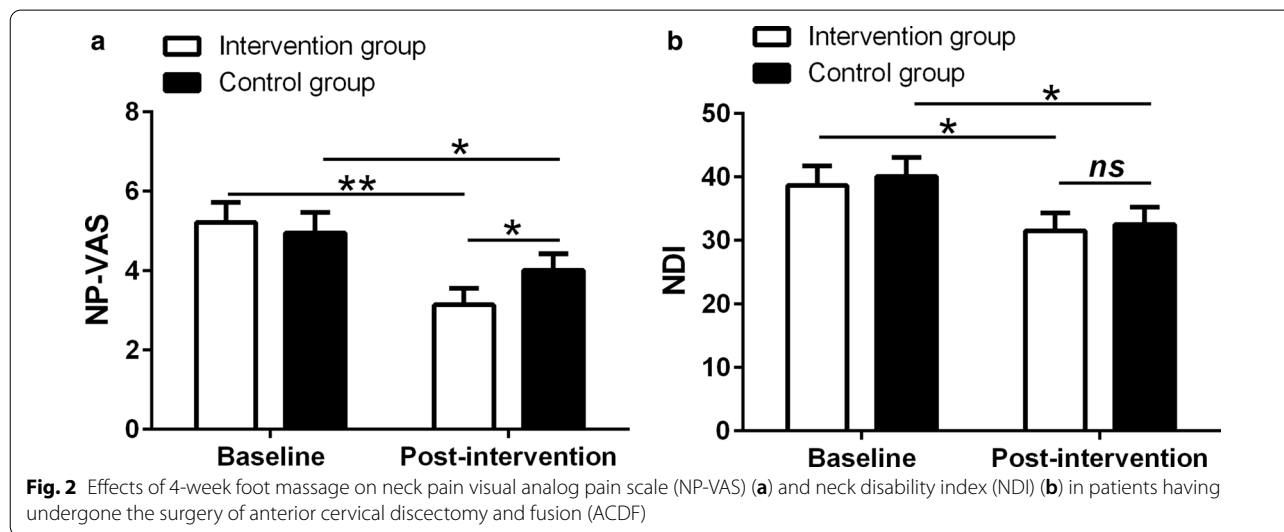 a
Intervention group
Control group
NP-VAS
8
6
4
2
0
*
**
*
Baseline
Post-intervention
b
Intervention group
Control group
NDI
50
40
30
20
10
0
*
*
ns
Baseline
Post-intervention
Fig. 2 Effects of 4-week foot massage on neck pain visual analog pain scale (NP-VAS) (a) and neck disability index (NDI) (b) in patients having
undergone the surgery of anterior cervical discectomy and fusion (ACDF)